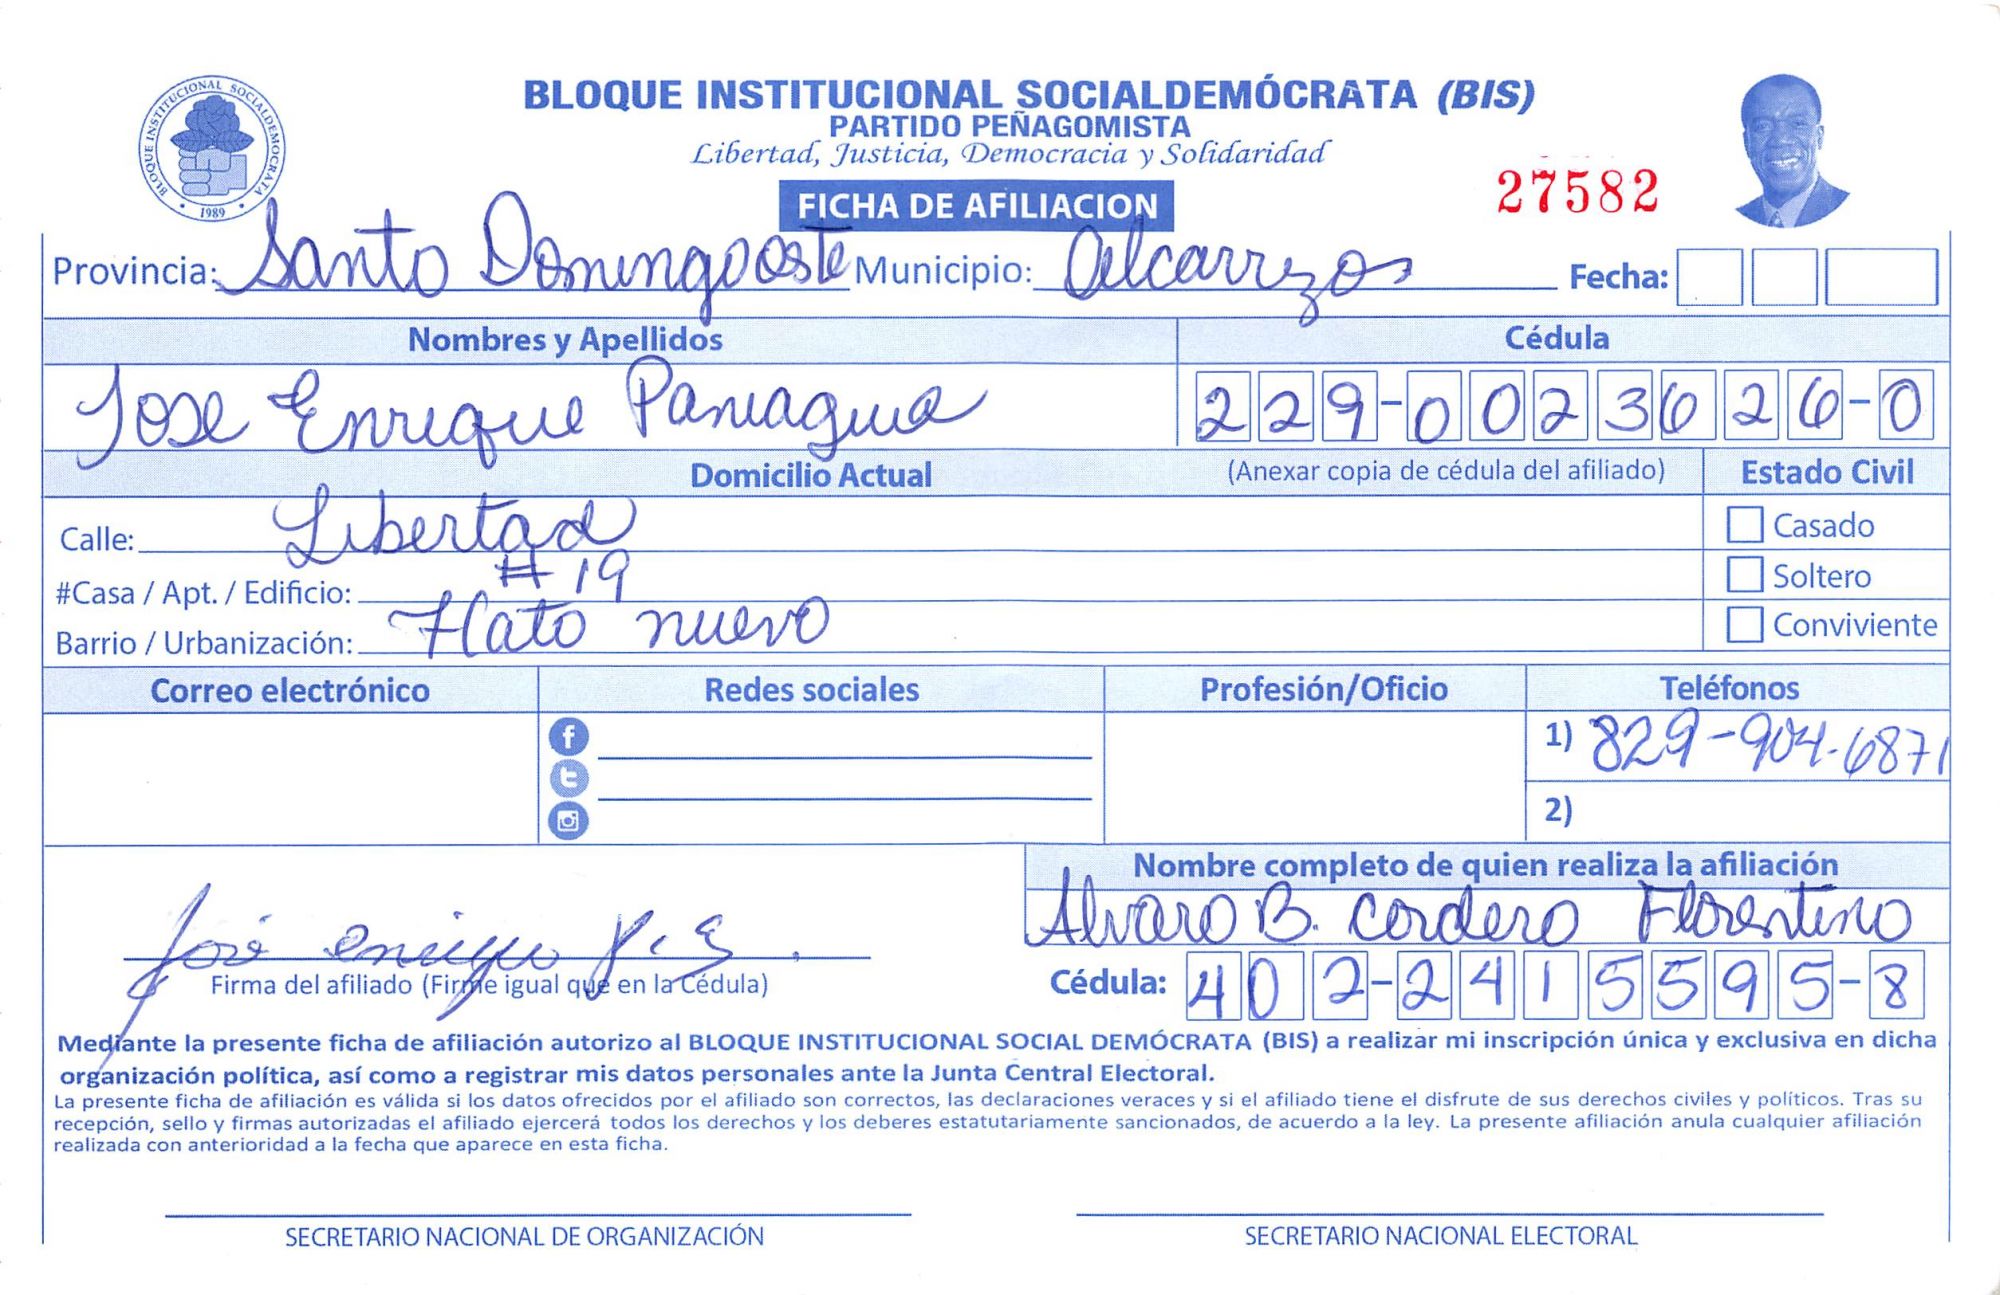 BLOQUE INSTITUCIONAL SOCIALDEMÓCRATA (BIS)
PARTIDO PEÑAGOMISTA
Libertad, Justicia, Democracia y Solidaridad
BLOQUE INSTITUCIONAL SOCIALDEMOCRATA
1989
27582
FICHA DE AFILIACION
Provincia: Santo Domingo oeste Municipio: Alcarrizos Fecha:
Nombres y Apellidos Cédula
Jose Enrique Paniagua 229-0023626-0
Domicilio Actual (Anexar copia de cédula del afiliado) Estado Civil
Calle: Libertad Casado
#Casa / Apt. / Edificio: # 19 Soltero
Barrio / Urbanización: Hato nuevo Conviviente
Correo electrónico Redes sociales Profesión/Oficio Teléfonos
1) 829-904-6871
2)
Nombre completo de quien realiza la afiliación
Alvaro B. Cordero Florentino
José enrique P.
Firma del afiliado (Firme igual que en la Cédula) Cédula: 402-2415595-8
Mediante la presente ficha de afiliación autorizo al BLOQUE INSTITUCIONAL SOCIAL DEMÓCRATA (BIS) a realizar mi inscripción única y exclusiva en dicha
organización política, así como a registrar mis datos personales ante la Junta Central Electoral.
La presente ficha de afiliación es válida si los datos ofrecidos por el afiliado son correctos, las declaraciones veraces y si el afiliado tiene el disfrute de sus derechos civiles y políticos. Tras su
recepción, sello y firmas autorizadas el afiliado ejercerá todos los derechos y los deberes estatutariamente sancionados, de acuerdo a la ley. La presente afiliación anula cualquier afiliación
realizada con anterioridad a la fecha que aparece en esta ficha.
SECRETARIO NACIONAL DE ORGANIZACIÓN SECRETARIO NACIONAL ELECTORAL